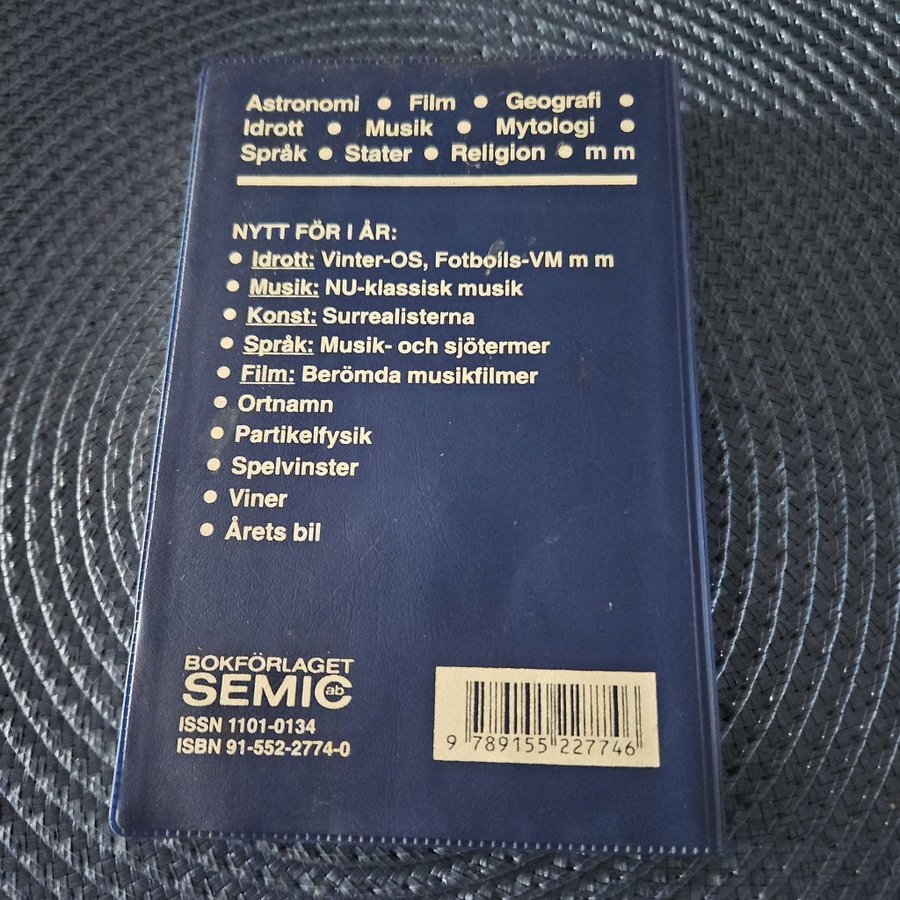 Astronomi • Film • Geografi •
Idrott • Musik • Mytologi •
Språk • Stater • Religion • m m
NYTT FÖR I ÅR:
• Idrott: Vinter-OS, Fotbolls-VM m m
• Musik: NU-klassisk musik
• Konst: Surrealisterna
• Språk: Musik- och sjötermer
• Film: Berömda musikfilmer
• Ortnamn
• Partikelfysik
• Spelvinster
• Viner
• Årets bil
BOKFÖRLAGET
SEMIC ab
ISSN 1101-0134
ISBN 91-552-2774-0
9 789155 227746